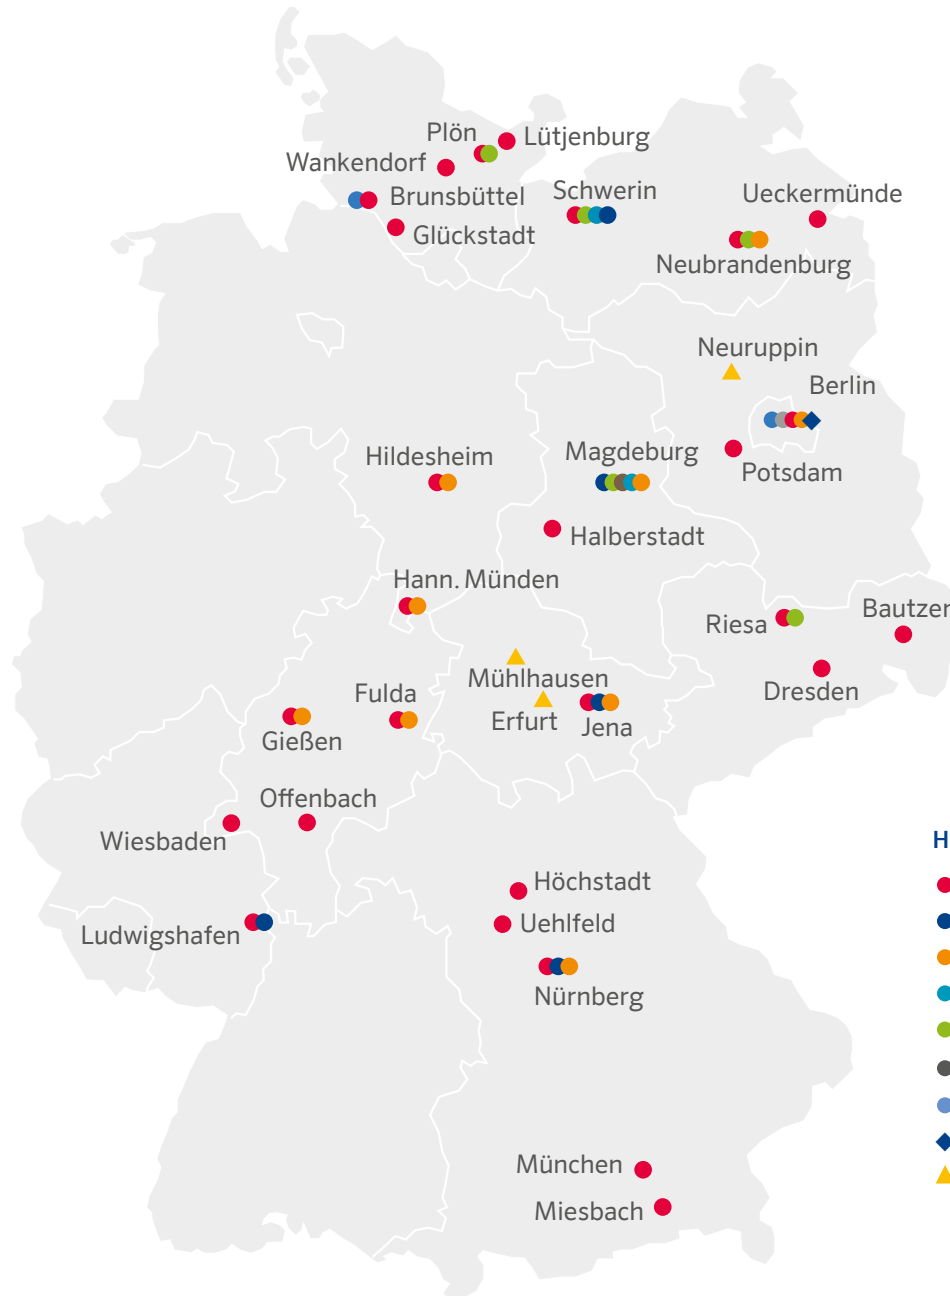 Plön
Lütjenburg
Wankendorf
Brunsbüttel
Schwerin
Ueckermünde
Glückstadt
Neubrandenburg
Neuruppin
Berlin
Hildesheim
Magdeburg
Potsdam
Halberstadt
Hann. Münden
Bautzen
Riesa
Mühlhausen
Dresden
Fulda
Erfurt
Jena
Gießen
Offenbach
Wiesbaden
H
Höchstadt
Uehlfeld
Ludwigshafen
Nürnberg
München
Miesbach